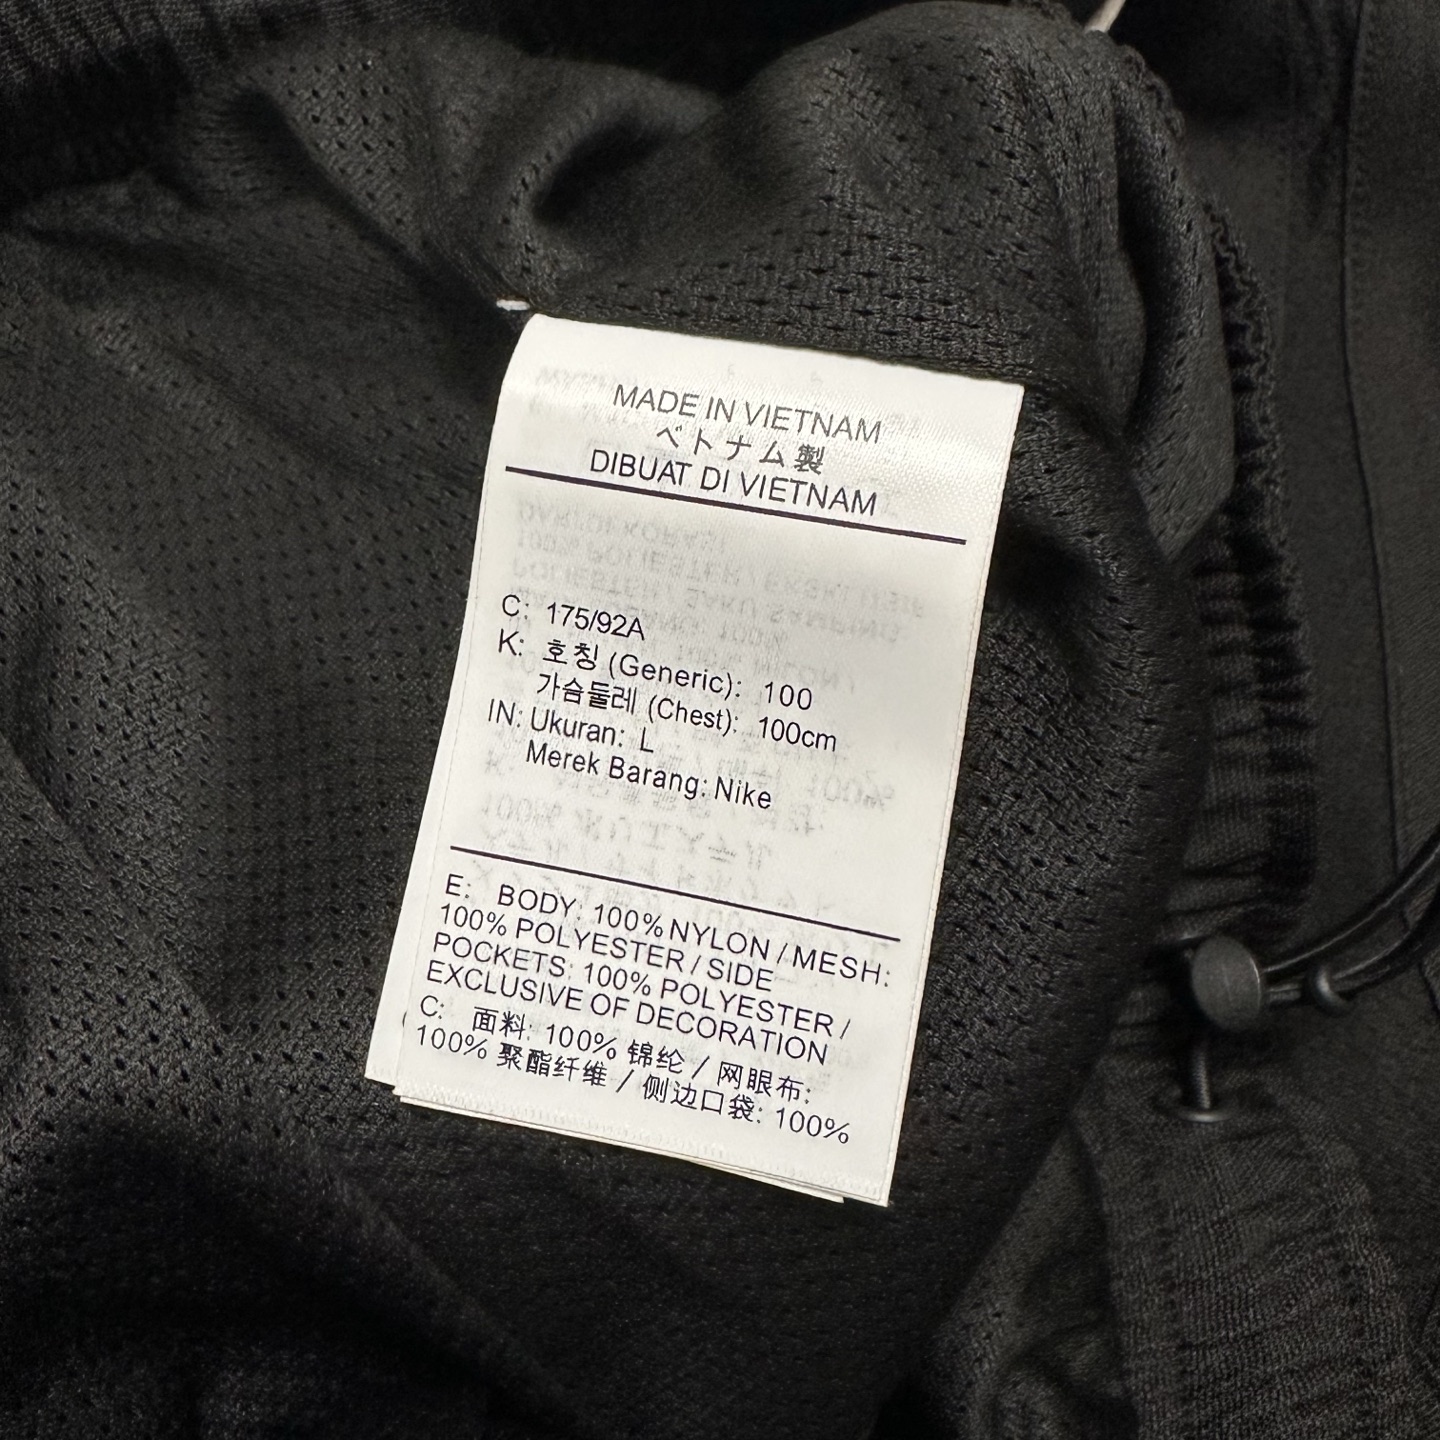 MADE IN VIETNAM
ベトナム製
DIBUAT DI VIETNAM
C: 175/92A
K: 호칭 (Generic): 100
가슴둘레 (Chest): 100cm
IN: Ukuran: L
Merek Barang: Nike
E: BODY: 100% NYLON / MESH:
100% POLYESTER / SIDE
POCKETS: 100% POLYESTER /
EXCLUSIVE OF DECORATION
C: 面料: 100% 锦纶 / 网眼布:
100% 聚酯纤维 / 侧边口袋: 100%